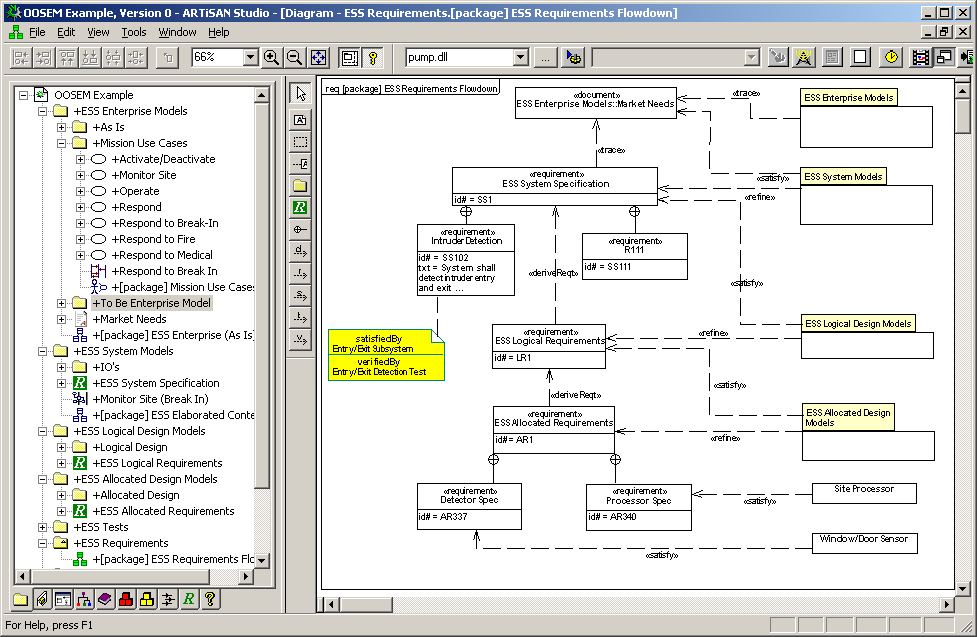 OOSEM Example, Version 0 - ARTiSAN Studio - [Diagram - ESS Requirements.[package] ESS Requirements Flowdown]
File Edit View Tools Window Help
66% pump.dll ...
OOSEM Example
+ESS Enterprise Models
+As Is
+Mission Use Cases
+Activate/Deactivate
+Monitor Site
+Operate
+Respond
+Respond to Break-In
+Respond to Fire
+Respond to Medical
+Respond to Break In
+[package] Mission Use Cases
+To Be Enterprise Model
+Market Needs
+[package] ESS Enterprise (As Is)
+ESS System Models
+IO's
+ESS System Specification
+Monitor Site (Break In)
+[package] ESS Elaborated Conte
+ESS Logical Design Models
+Logical Design
+ESS Logical Requirements
+ESS Allocated Design Models
+Allocated Design
+ESS Allocated Requirements
+ESS Tests
+ESS Requirements
+[package] ESS Requirements Flo
req [package] ESS Requirements Flowdown
«document»
ESS Enterprise Models::Market Needs
«trace»
ESS Enterprise Models
«trace»
«requirement»
ESS System Specification
id# = SS1
«satisfy»
ESS System Models
«refine»
«requirement»
Intruder Detection
id# = SS102
txt = System shall
detect intruder entry
and exit ...
«requirement»
R111
id# = SS111
«deriveReqt»
«satisfy»
satisfiedBy
Entry/Exit Subsystem
verifiedBy
Entry/Exit Detection Test
«requirement»
ESS Logical Requirements
id# = LR1
«refine»
ESS Logical Design Models
«satisfy»
«deriveReqt»
«requirement»
ESS Allocated Requirements
id# = AR1
«refine»
ESS Allocated Design
Models
«requirement»
Detector Spec
id# = AR337
«requirement»
Processor Spec
id# = AR340
«satisfy»
Site Processor
«satisfy»
Window/Door Sensor
For Help, press F1